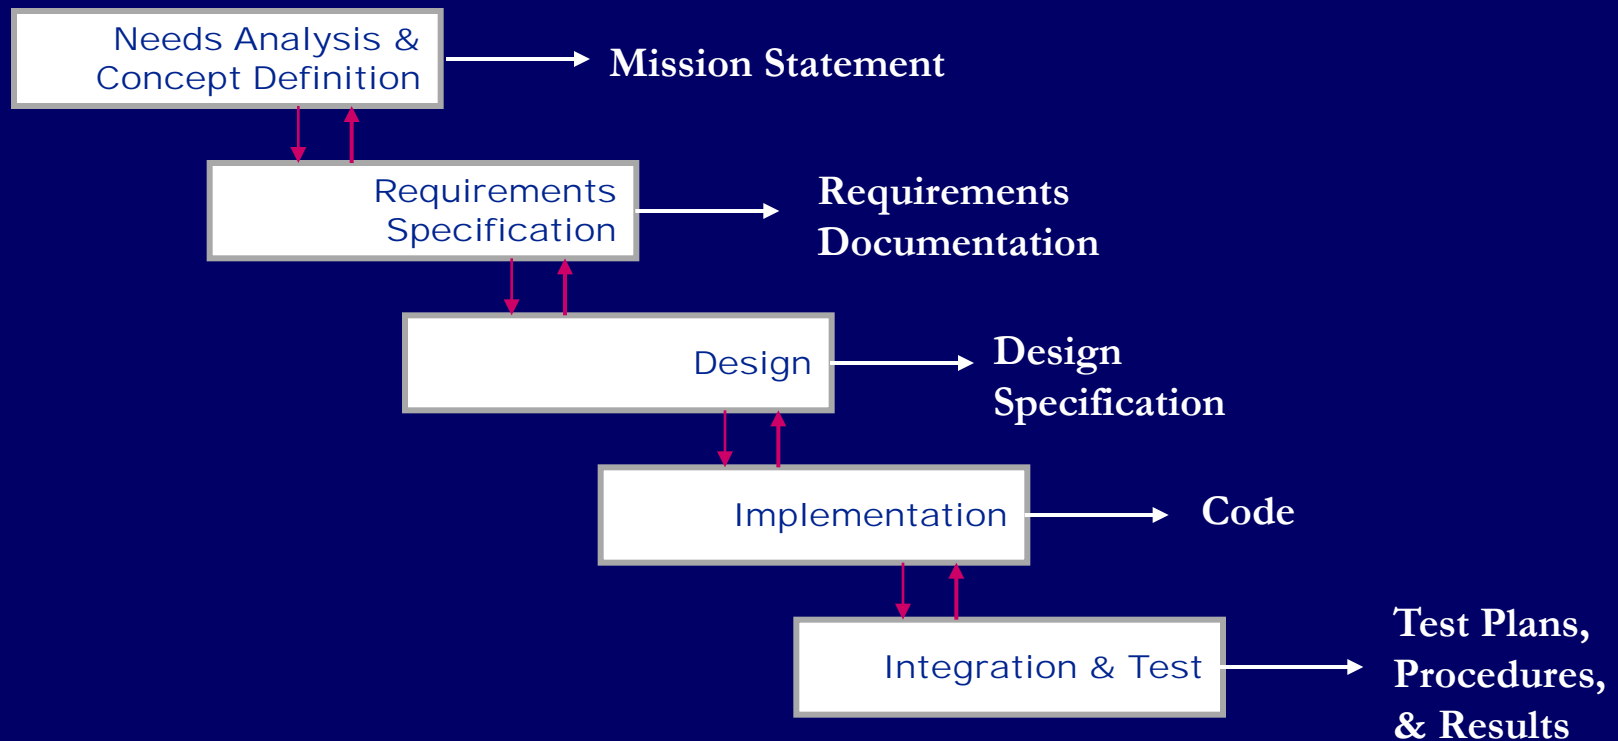 Needs Analysis &
Concept Definition
Mission Statement
Requirements
Specification
Requirements
Documentation
Design
Design
Specification
Implementation
Code
Integration & Test
Test Plans,
Procedures,
& Results